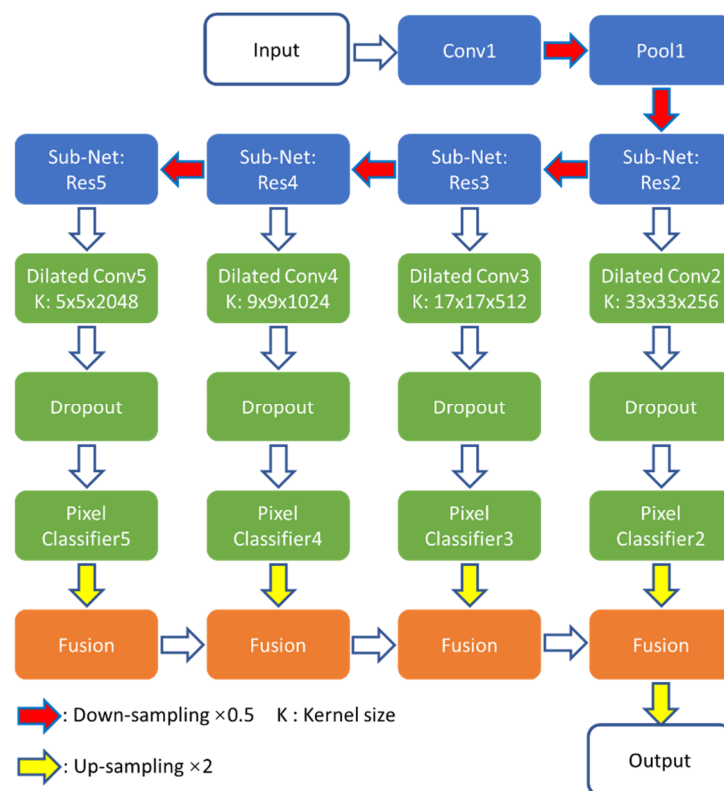 Input
Conv1
Pool1
Sub-Net:
Res5
Sub-Net:
Res4
Sub-Net:
Res3
Sub-Net:
Res2
Dilated Conv5
K: 5x5x2048
Dilated Conv4
K: 9x9x1024
Dilated Conv3
K: 17x17x512
Dilated Conv2
K: 33x33x256
Dropout
Dropout
Dropout
Dropout
Pixel
Classifier5
Pixel
Classifier4
Pixel
Classifier3
Pixel
Classifier2
Fusion
Fusion
Fusion
Fusion
: Down-sampling ×0.5 K : Kernel size
: Up-sampling ×2
Output